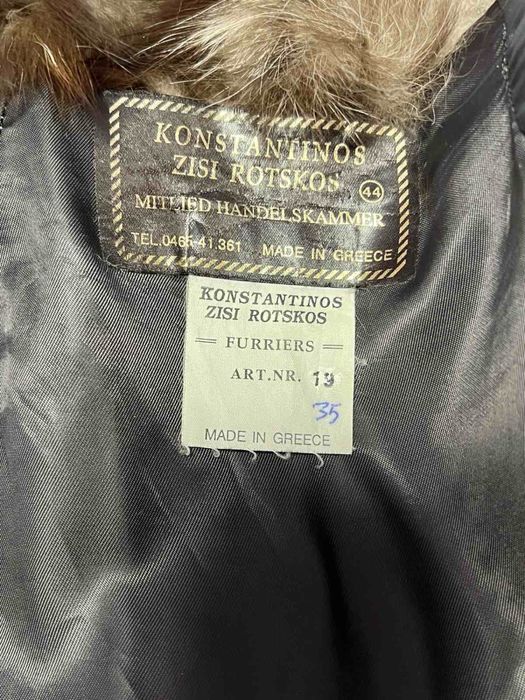 KONSTANTINOS
ZISI ROTSKOS 44
MITLIED HANDELSKAMMER
TEL.0465-41.361 MADE IN GREECE
KONSTANTINOS
ZISI ROTSKOS
FURRIERS
ART.NR. 19
35
MADE IN GREECE